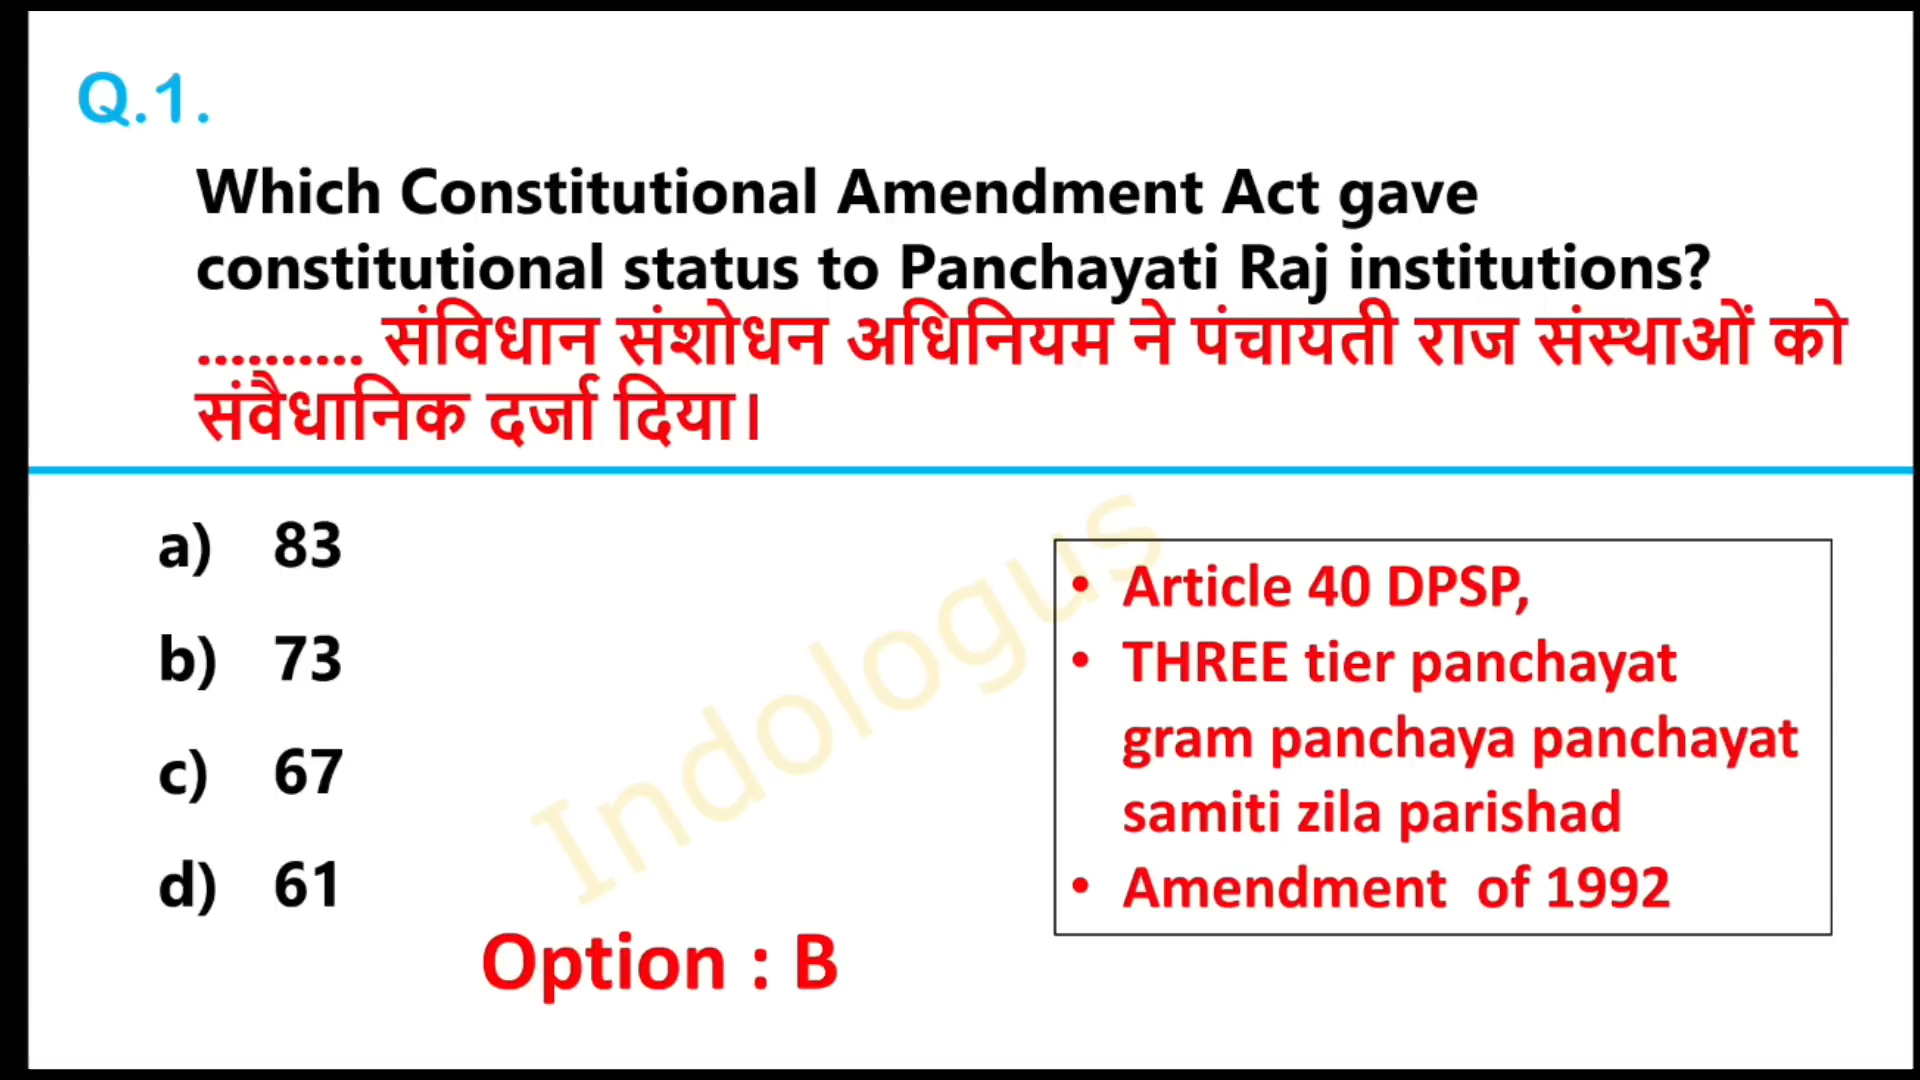 Q.1.
Which Constitutional Amendment Act gave
constitutional status to Panchayati Raj institutions?
.......... संविधान संशोधन अधिनियम ने पंचायती राज संस्थाओं को
संवैधानिक दर्जा दिया।
a) 83
b) 73
c) 67
d) 61
Option : B
• Article 40 DPSP,
• THREE tier panchayat
gram panchaya panchayat
samiti zila parishad
• Amendment of 1992
Indologus